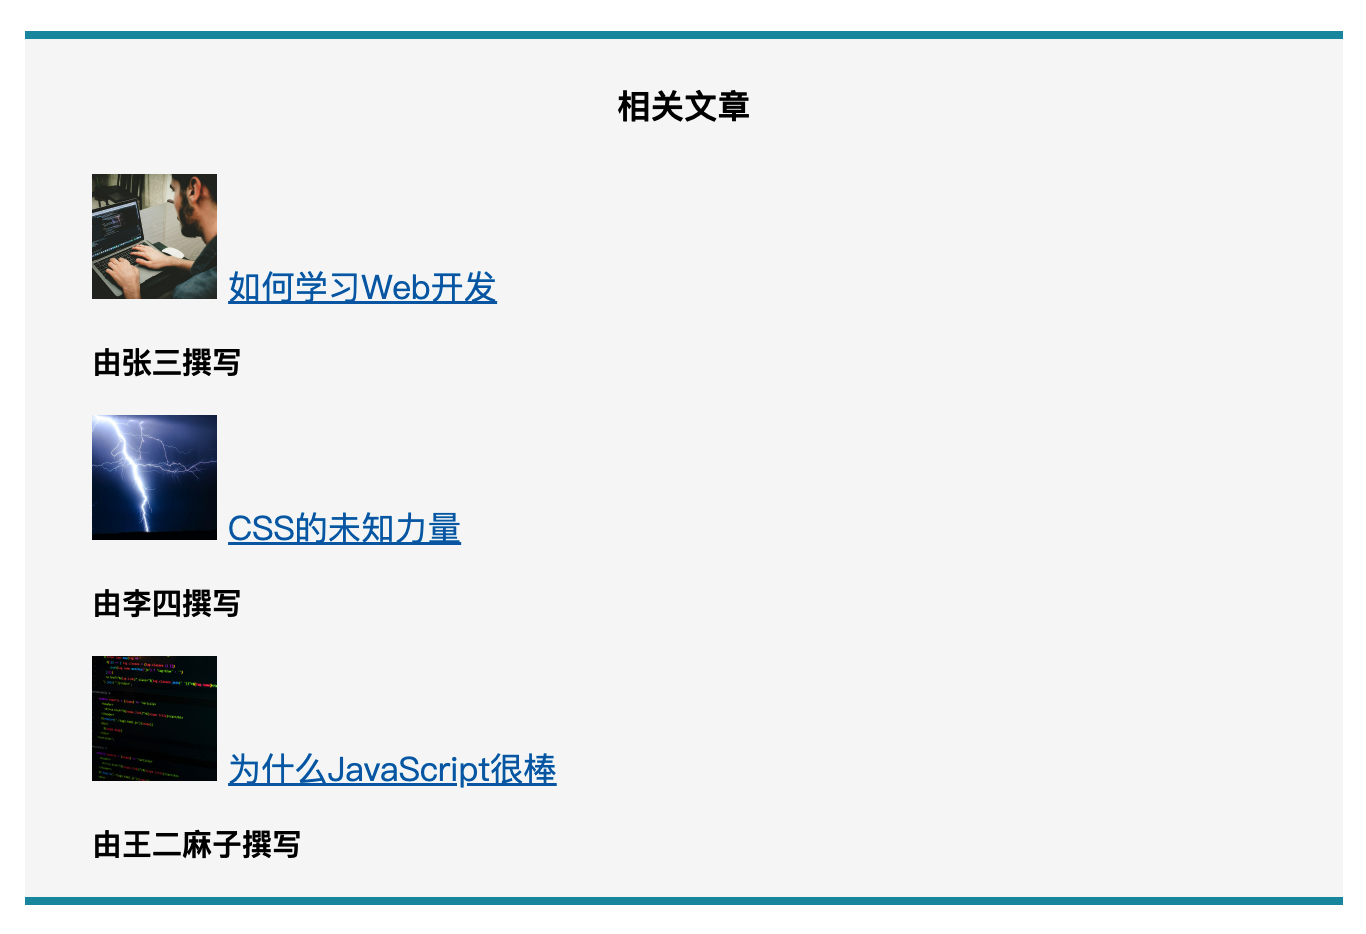 相关文章
如何学习Web开发
由张三撰写
CSS的未知力量
由李四撰写
为什么JavaScript很棒
由王二麻子撰写